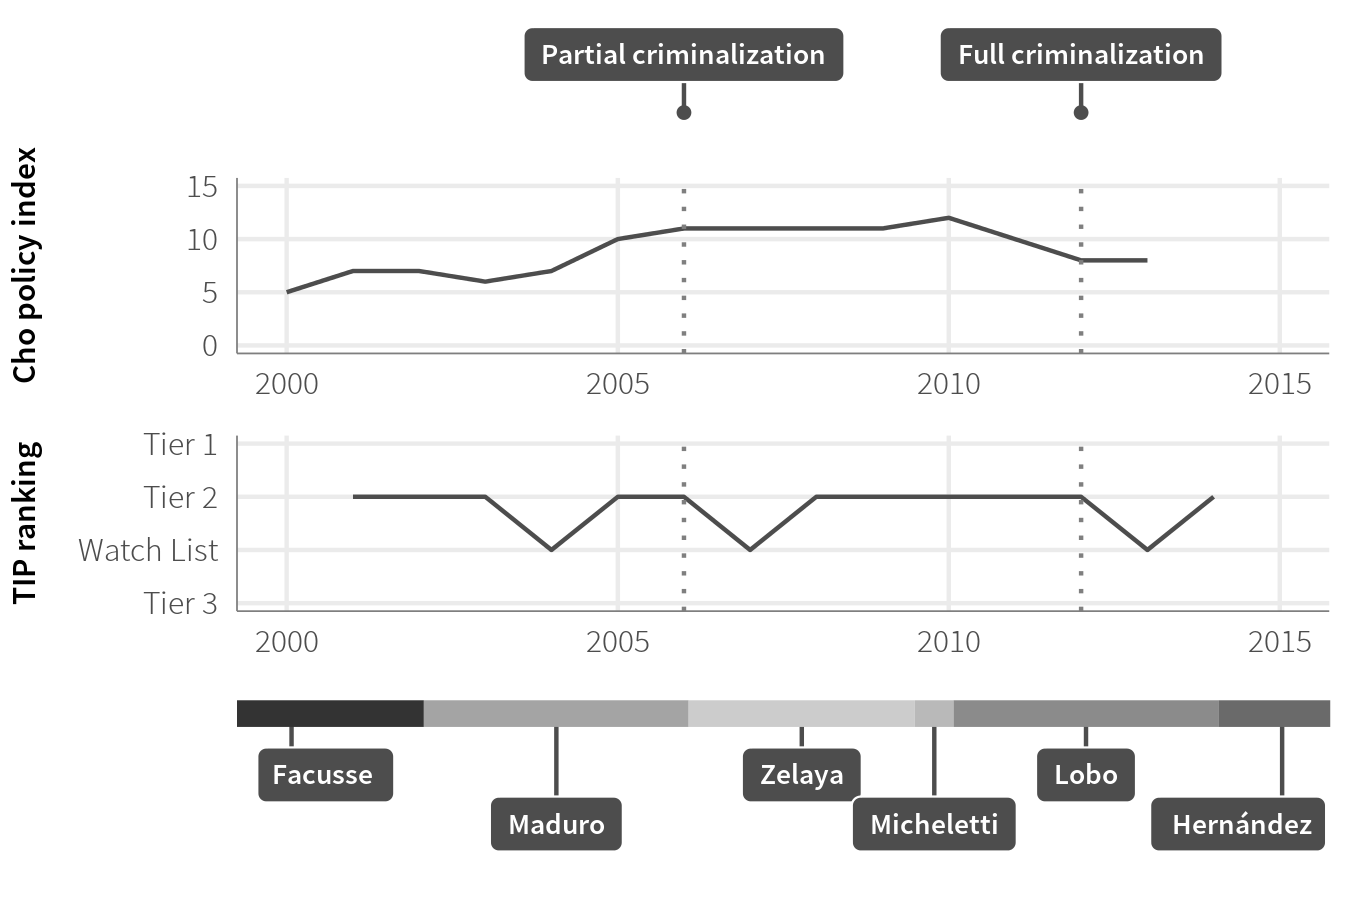 Partial criminalization
Full criminalization
Cho policy index
15
10
5
0
2000
2005
2010
2015
TIP ranking
Tier 1
Tier 2
Watch List
Tier 3
2000
2005
2010
2015
Facusse
Zelaya
Lobo
Maduro
Micheletti
Hernández